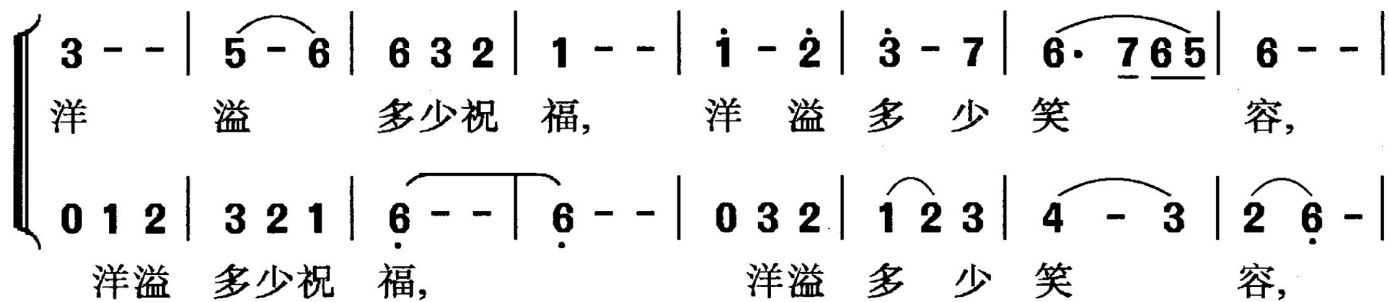 3 - - | 5 - 6 | 6 3 2 | 1 - - | i̇ - 2̇ | 3̇ - 7 | 6· 7 6 5 | 6 - - |
洋 溢 多少祝 福, 洋 溢 多 少 笑 容,
0 1 2 | 3 2 1 | 6̣ - - | 6̣ - - | 0 3 2 | 1 2 3 | 4 - 3 | 2 6̣ - |
洋溢 多少祝 福, 洋溢 多 少 笑 容,